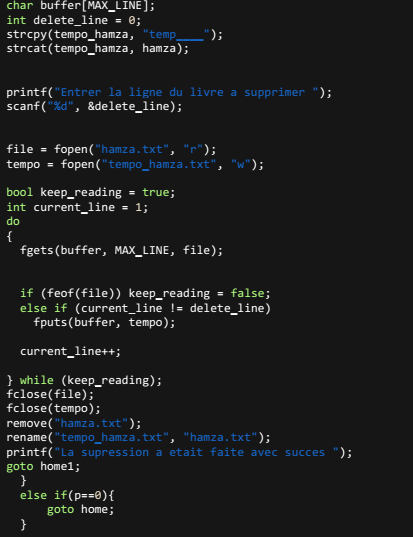 char buffer[MAX_LINE];
int delete_line = 0;
strcpy(tempo_hamza, "temp____");
strcat(tempo_hamza, hamza);
printf("Entrer la ligne du livre a supprimer ");
scanf("%d", &delete_line);
file = fopen("hamza.txt", "r");
tempo = fopen("tempo_hamza.txt", "w");
bool keep_reading = true;
int current_line = 1;
do
{
fgets(buffer, MAX_LINE, file);
if (feof(file)) keep_reading = false;
else if (current_line != delete_line)
fputs(buffer, tempo);
current_line++;
} while (keep_reading);
fclose(file);
fclose(tempo);
remove("hamza.txt");
rename("tempo_hamza.txt", "hamza.txt");
printf("La supression a etait faite avec succes ");
goto home1;
}
else if(p==0){
goto home;
}